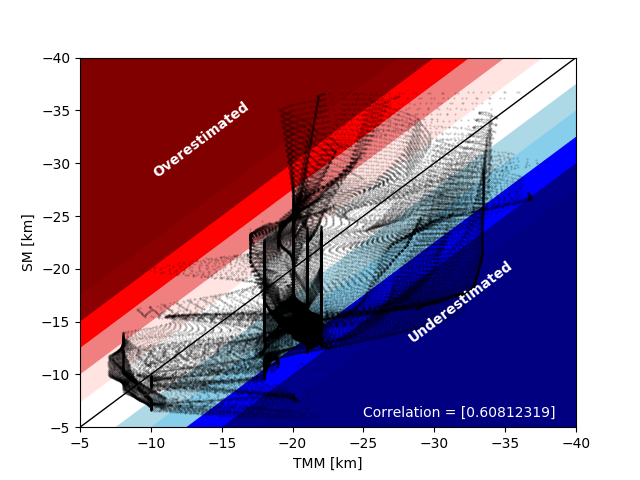 −40
−35
Overestimated
−30
−25
SM [km]
−20
Underestimated
−15
−10
Correlation = [0.60812319]
−5
−5 −10 −15 −20 −25 −30 −35 −40
TMM [km]